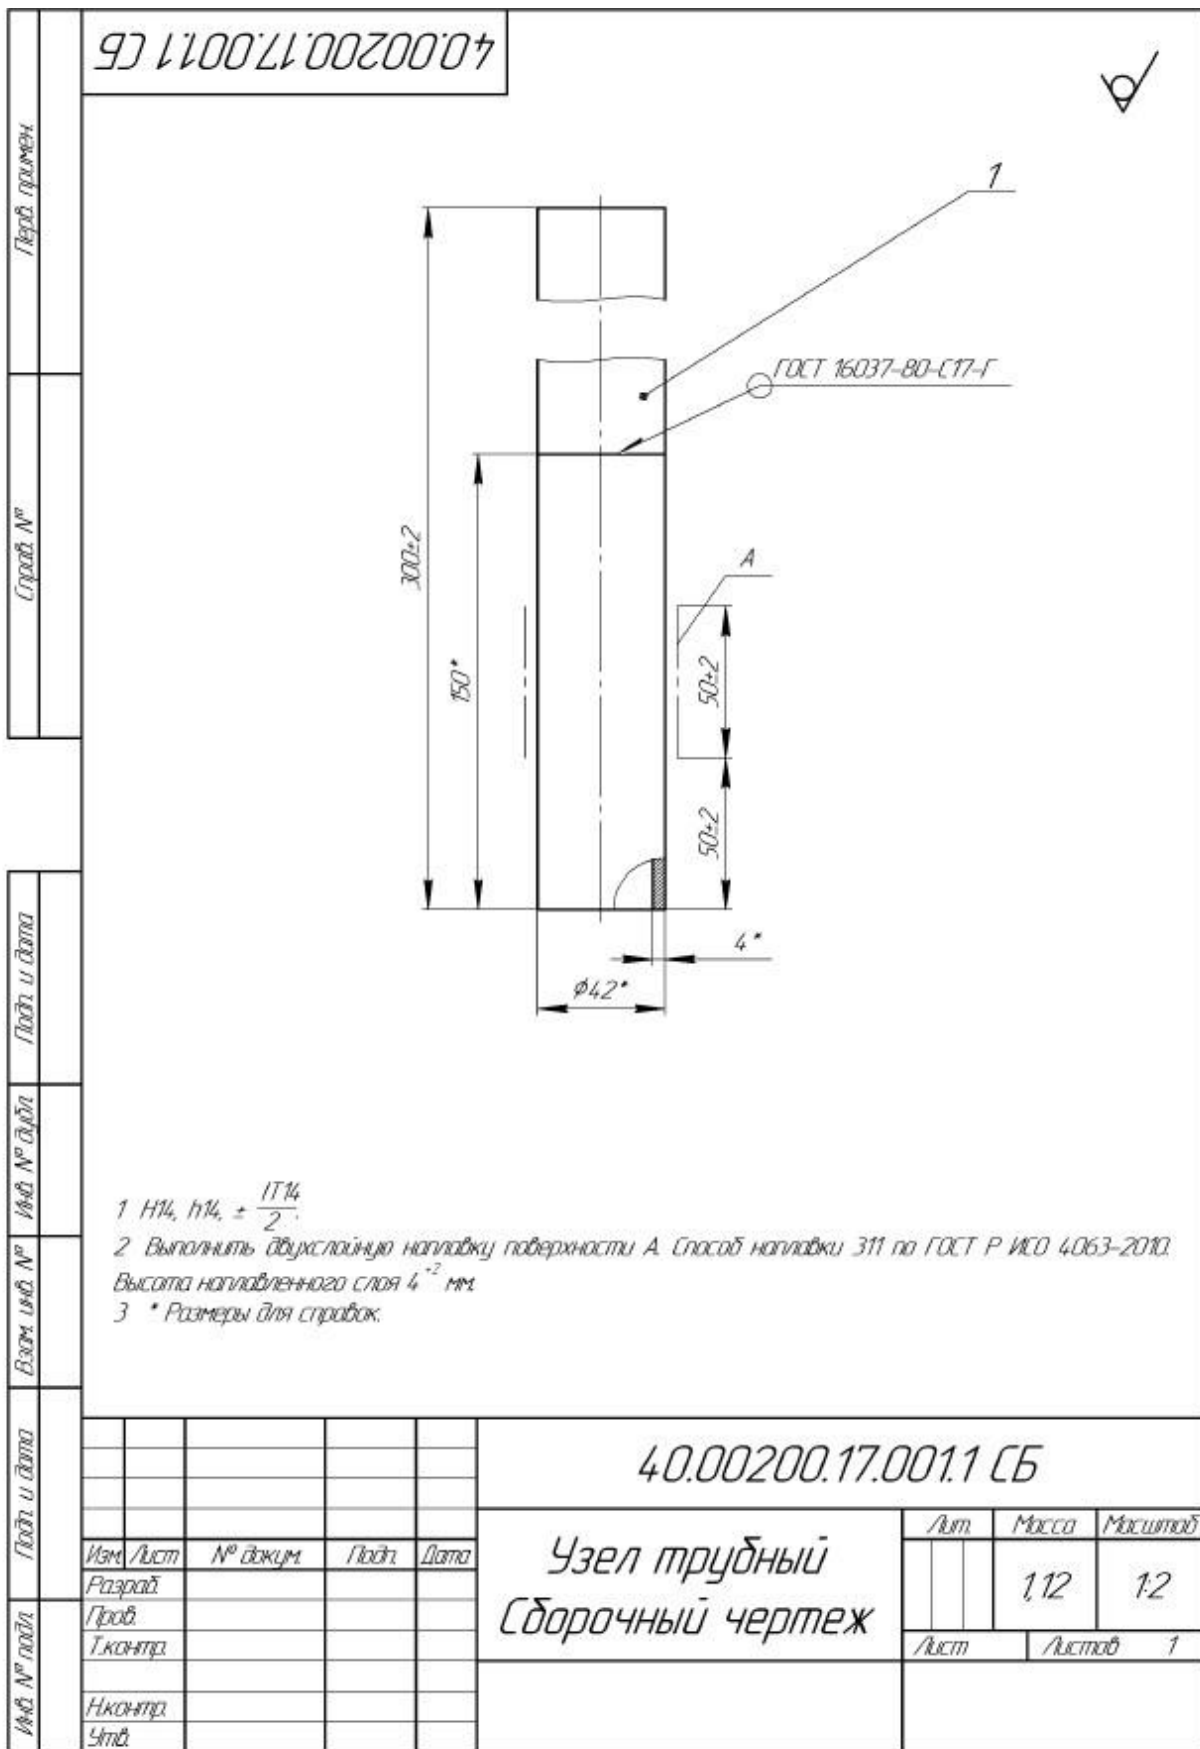 40.00200.17.001.1 СБ
Перв. примен.
Справ. №
Подп. и дата
Инв. № дубл.
Взам. инв. №
Подп. и дата
Инв. № подл.
1
ГОСТ 16037-80-С17-Г
300±2
150*
А
50±2
50±2
4*
⌀42*
1 H14, h14, ± IT14/2.
2 Выполнить двухслойную наплавку поверхности А. Способ наплавки 311 по ГОСТ Р ИСО 4063-2010.
Высота наплавленного слоя 4⁺² мм.
3 * Размеры для справок.
40.00200.17.001.1 СБ
Узел трубный
Сборочный чертеж
Лит. Масса Масштаб
1,12 1:2
Лист Листов 1
Изм. Лист № докум. Подп. Дата
Разраб.
Пров.
Т.контр.
Н.контр.
Утв.